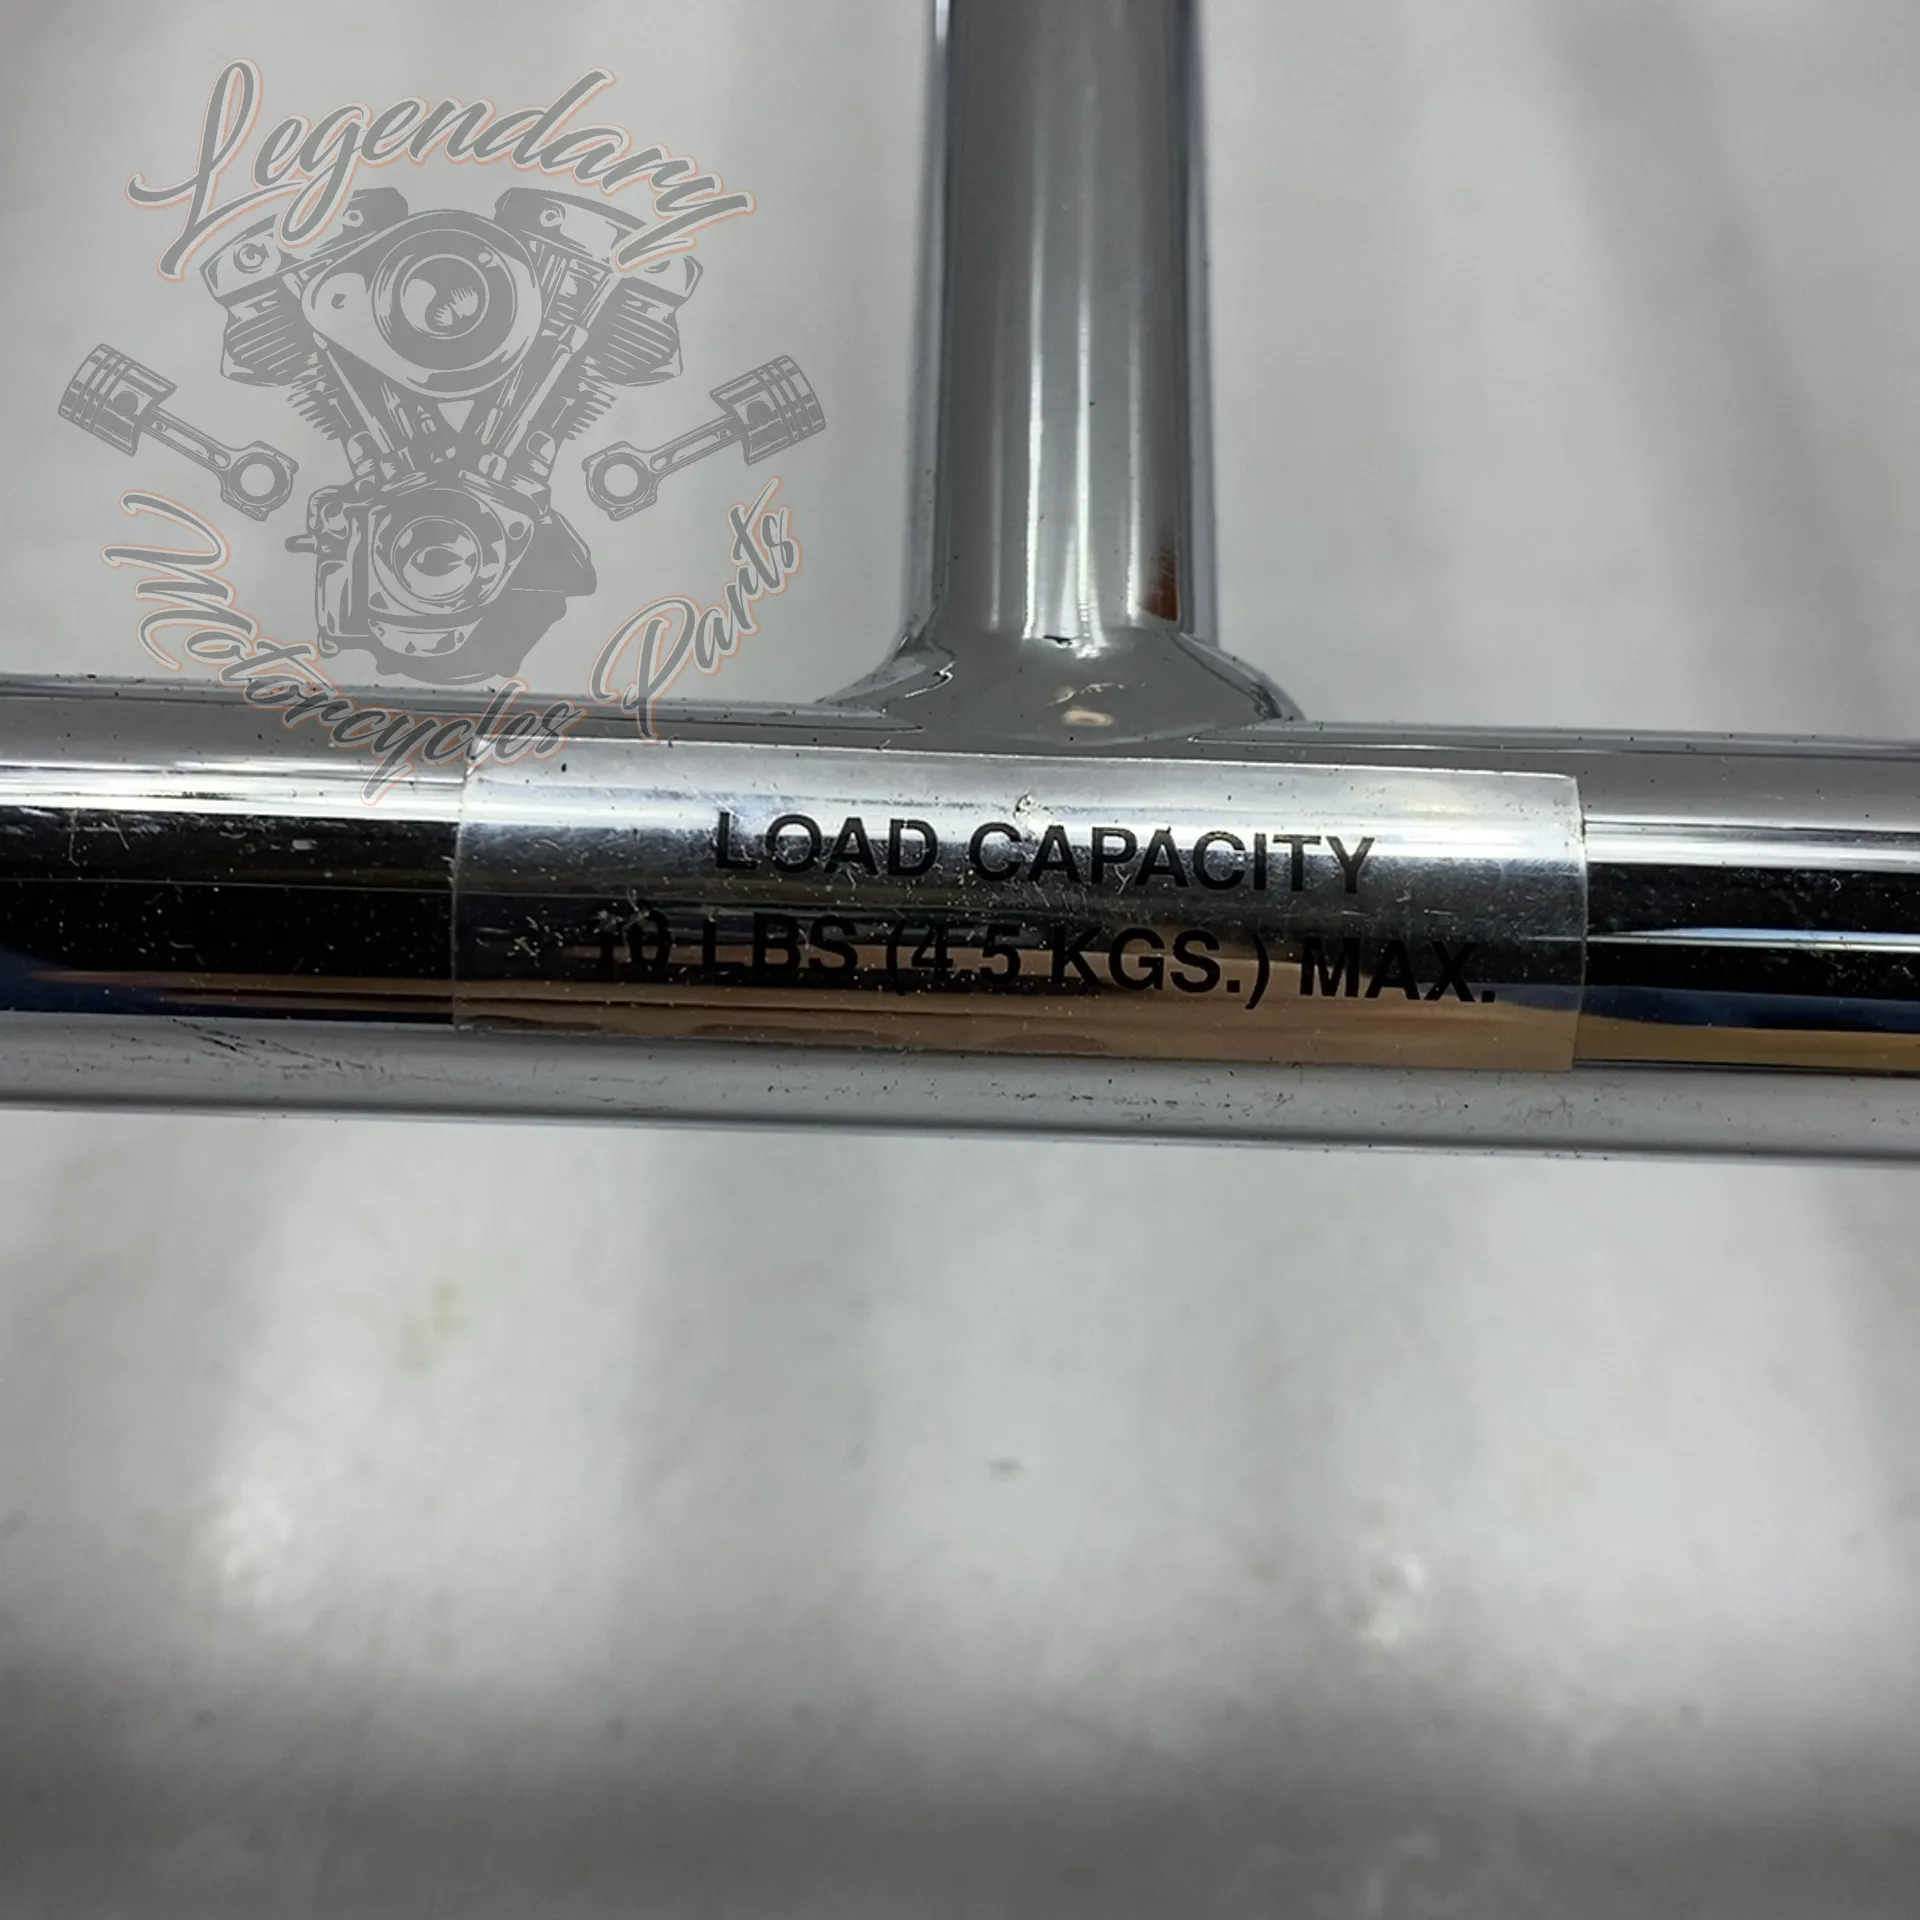 Legendary
Motorcycles Parts
LOAD CAPACITY
10 LBS (4.5 KGS.) MAX.